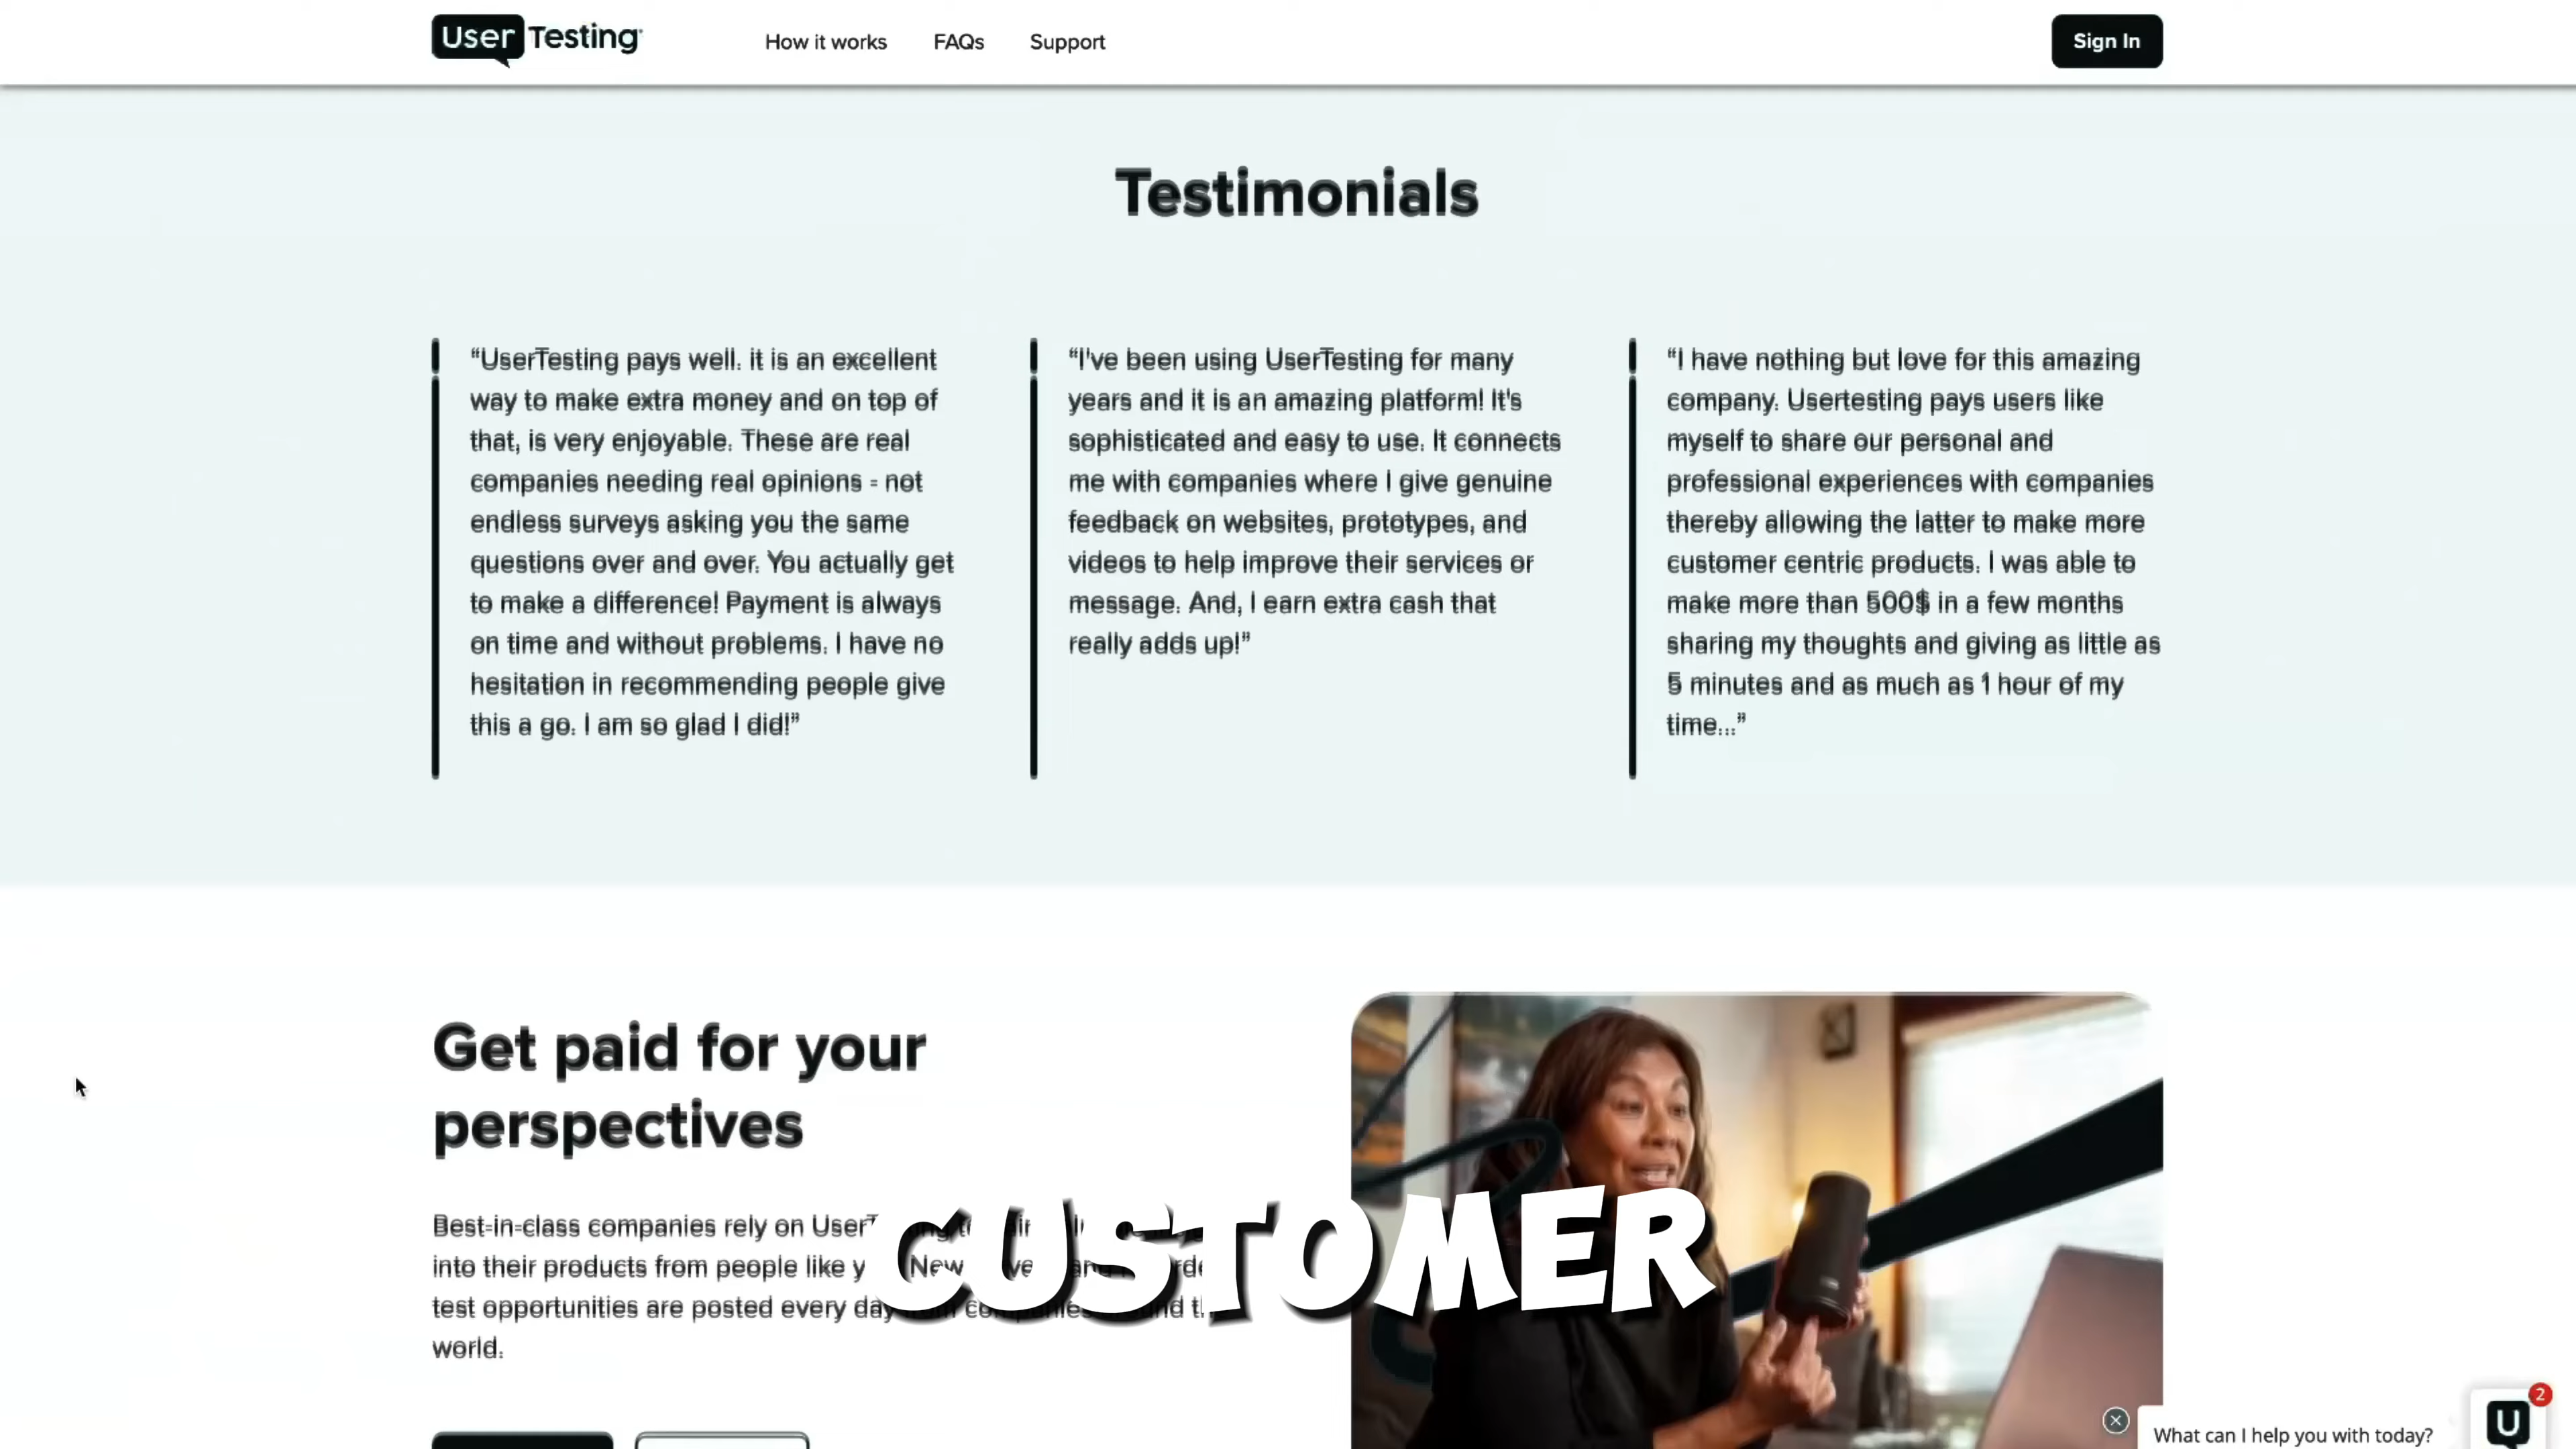 User Testing
How it works
FAQs
Support
Sign In
Testimonials
“UserTesting pays well. it is an excellent
way to make extra money and on top of
that, is very enjoyable. These are real
companies needing real opinions - not
endless surveys asking you the same
questions over and over. You actually get
to make a difference! Payment is always
on time and without problems. I have no
hesitation in recommending people give
this a go. I am so glad I did!”
“I've been using UserTesting for many
years and it is an amazing platform! It's
sophisticated and easy to use. It connects
me with companies where I give genuine
feedback on websites, prototypes, and
videos to help improve their services or
message. And, I earn extra cash that
really adds up!”
“I have nothing but love for this amazing
company. Usertesting pays users like
myself to share our personal and
professional experiences with companies
thereby allowing the latter to make more
customer centric products. I was able to
make more than 500$ in a few months
sharing my thoughts and giving as little as
5 minutes and as much as 1 hour of my
time...”
Get paid for your
perspectives
Best-in-class companies rely on
into their products from people like New
test opportunities are posted every day
world.
CUSTOMER
2
U
What can I help you with today?